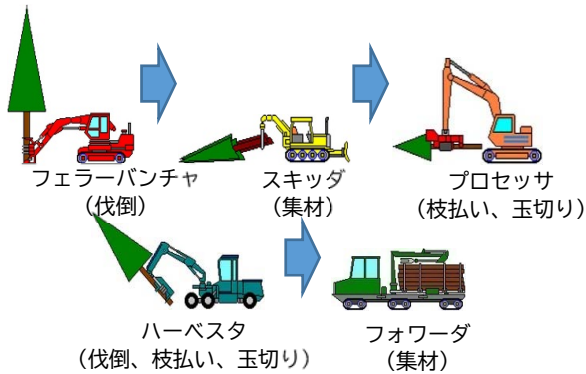 フェラーバンチャ
(伐倒)
スキッダ
(集材)
プロセッサ
(枝払い、玉切り)
ハーベスタ
(伐倒、枝払い、玉切り)
フォワーダ
(集材)